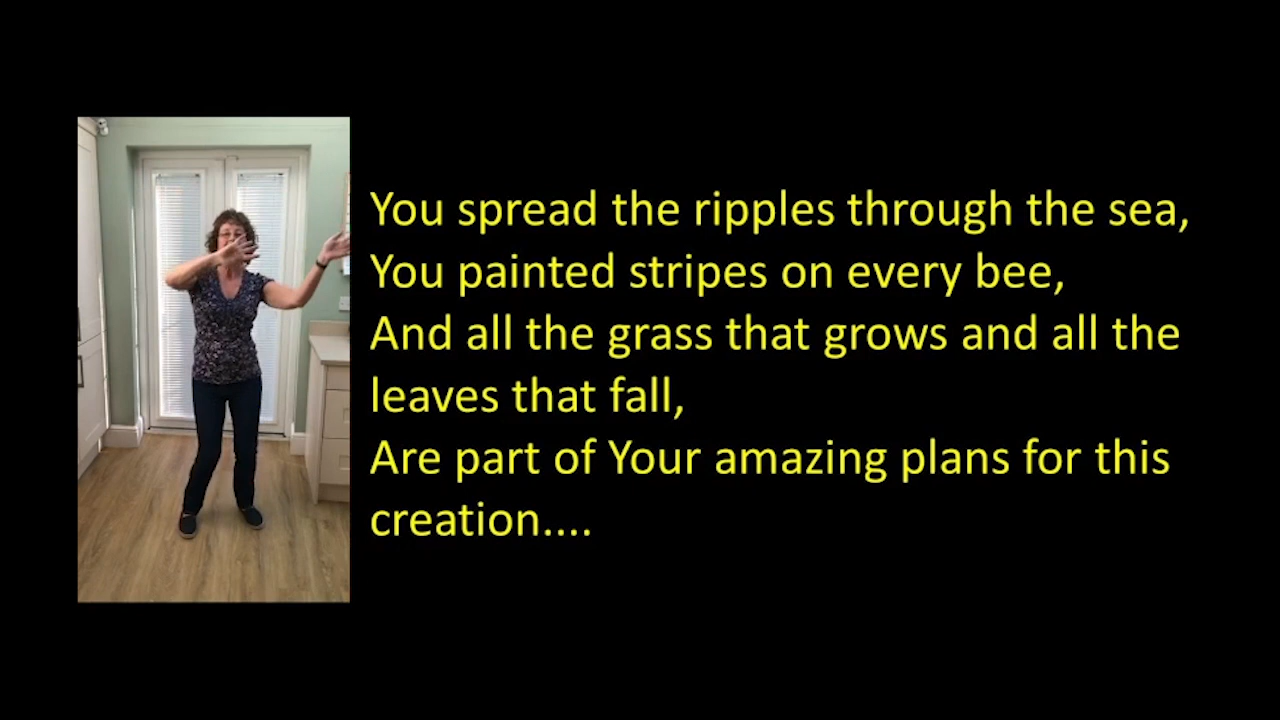 You spread the ripples through the sea,
You painted stripes on every bee,
And all the grass that grows and all the
leaves that fall,
Are part of Your amazing plans for this
creation....